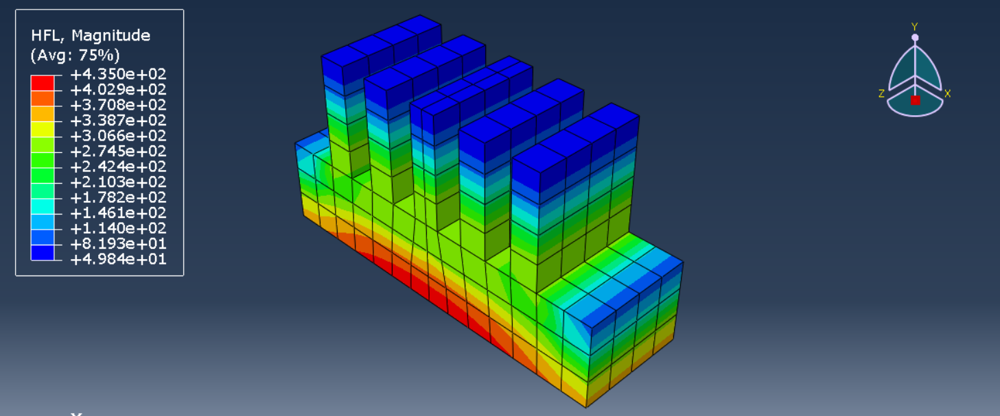 HFL, Magnitude
(Avg: 75%)
+4.350e+02
+4.029e+02
+3.708e+02
+3.387e+02
+3.066e+02
+2.745e+02
+2.424e+02
+2.103e+02
+1.782e+02
+1.461e+02
+1.140e+02
+8.193e+01
+4.984e+01
Y
Z X